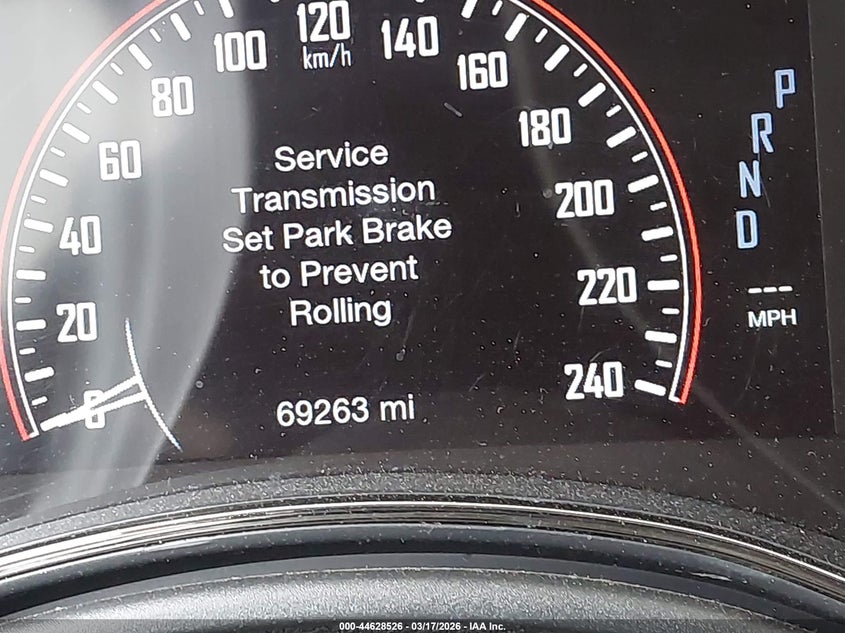 120
km/h
100
140
80
160
60
180
40
200
20
220
0
240
Service
Transmission
Set Park Brake
to Prevent
Rolling
69263 mi
P
R
N
D
---
MPH
000-44628526 - 03/17/2026 - IAA Inc.